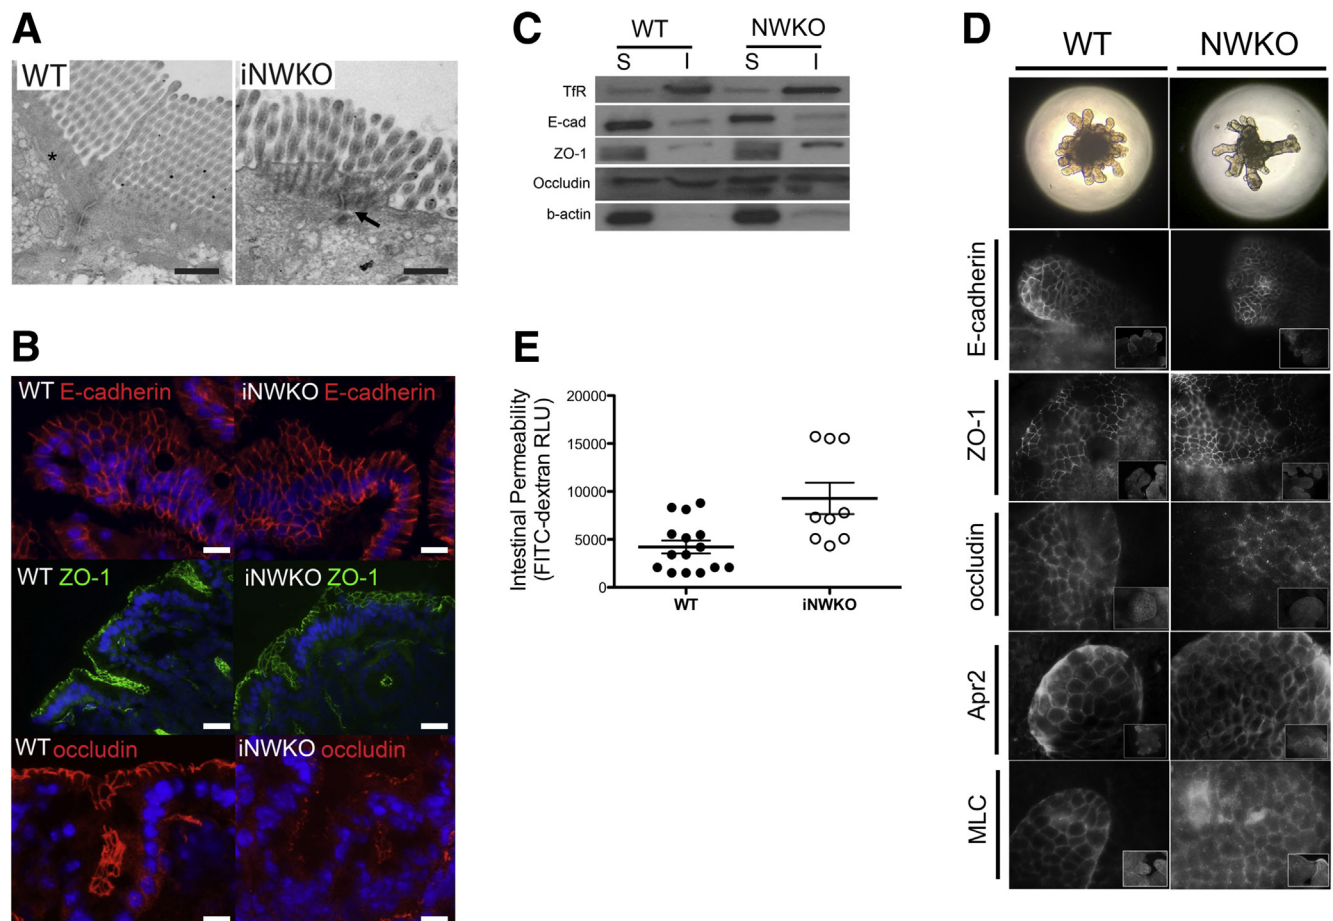 A
WT
*
iNWKO
B
WT E-cadherin
iNWKO E-cadherin
WT ZO-1
iNWKO ZO-1
WT occludin
iNWKO occludin
C
WT
NWKO
S
I
S
I
TfR
E-cad
ZO-1
Occludin
b-actin
E
Intestinal Permeability
(FITC-dextran RLU)
20000
15000
10000
5000
0
WT
iNWKO
D
WT
NWKO
E-cadherin
ZO-1
occludin
Apr2
MLC